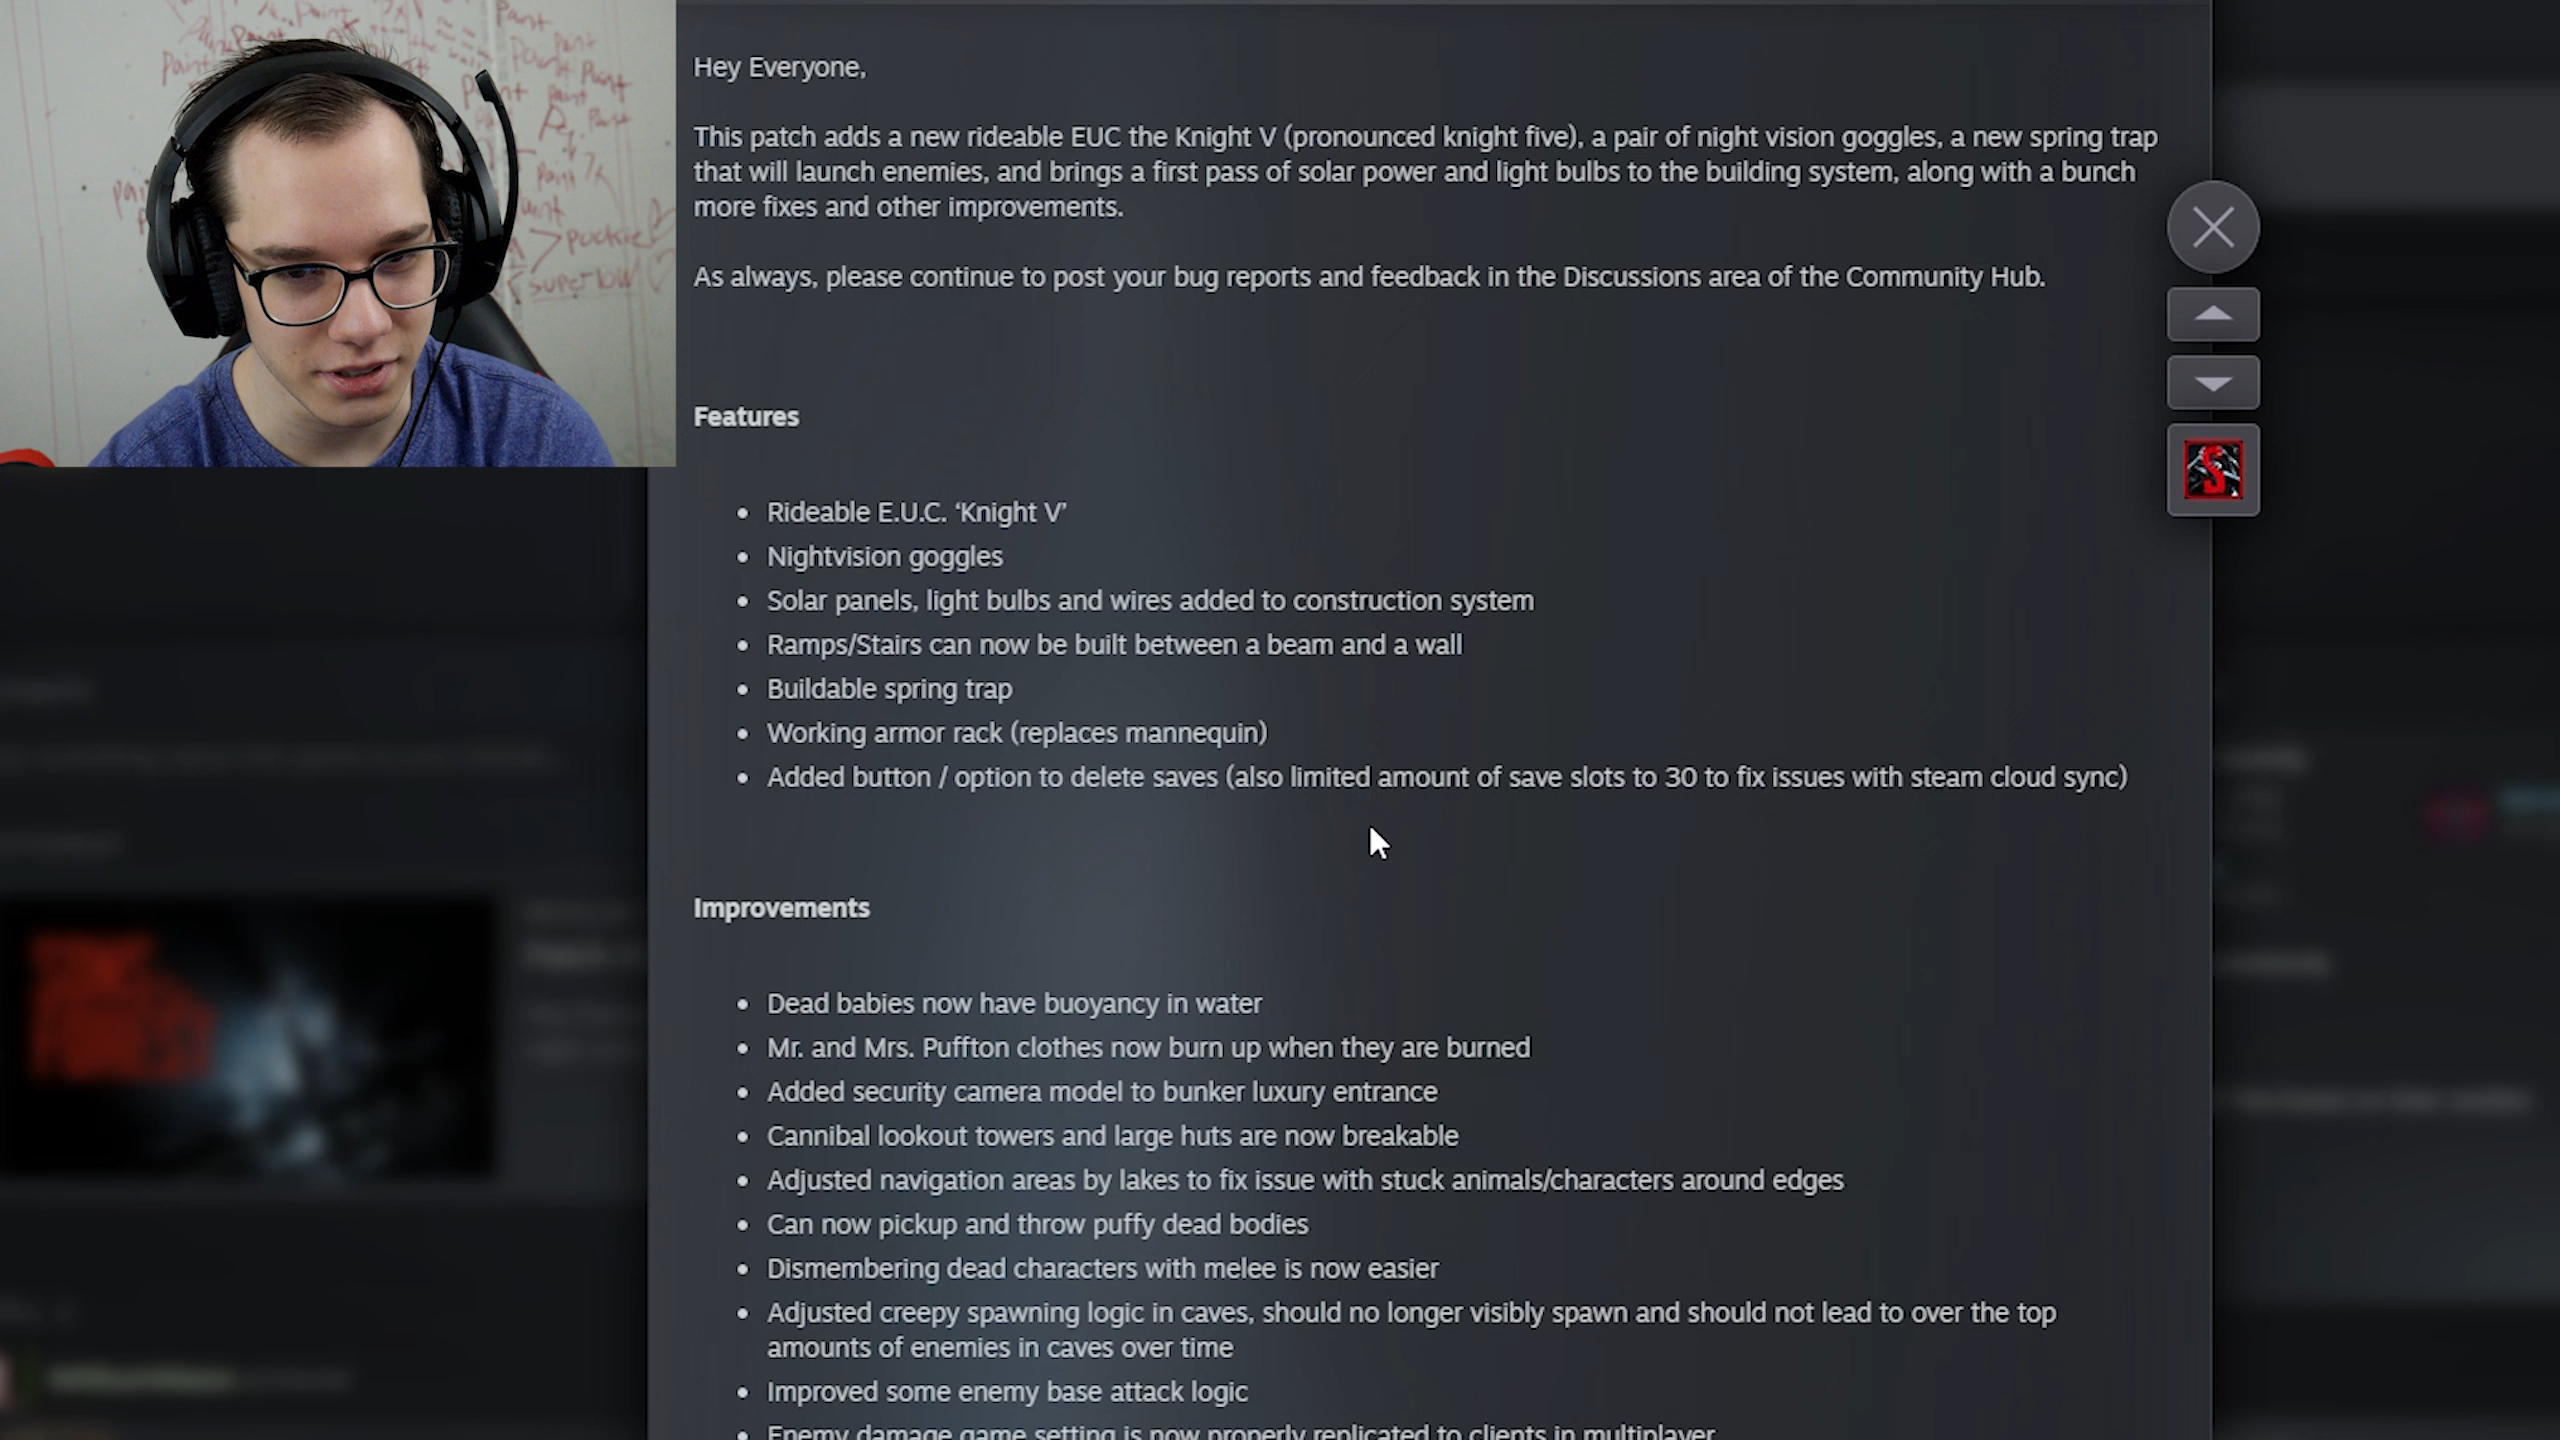 Hey Everyone,
This patch adds a new rideable EUC the Knight V (pronounced knight five), a pair of night vision goggles, a new spring trap
that will launch enemies, and brings a first pass of solar power and light bulbs to the building system, along with a bunch
more fixes and other improvements.
As always, please continue to post your bug reports and feedback in the Discussions area of the Community Hub.
Features
• Rideable E.U.C. ‘Knight V’
• Nightvision goggles
• Solar panels, light bulbs and wires added to construction system
• Ramps/Stairs can now be built between a beam and a wall
• Buildable spring trap
• Working armor rack (replaces mannequin)
• Added button / option to delete saves (also limited amount of save slots to 30 to fix issues with steam cloud sync)
Improvements
• Dead babies now have buoyancy in water
• Mr. and Mrs. Puffton clothes now burn up when they are burned
• Added security camera model to bunker luxury entrance
• Cannibal lookout towers and large huts are now breakable
• Adjusted navigation areas by lakes to fix issue with stuck animals/characters around edges
• Can now pickup and throw puffy dead bodies
• Dismembering dead characters with melee is now easier
• Adjusted creepy spawning logic in caves, should no longer visibly spawn and should not lead to over the top
amounts of enemies in caves over time
• Improved some enemy base attack logic
• Enemy damage game setting is now properly replicated to clients in multiplayer